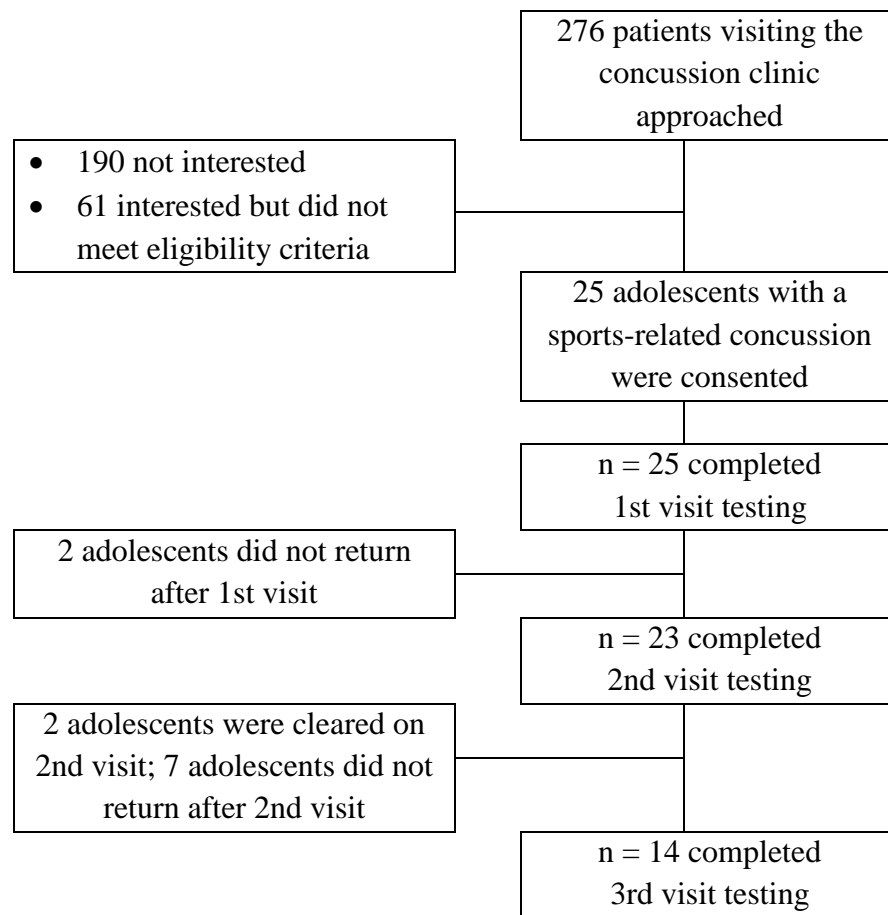 276 patients visiting the
concussion clinic
approached
• 190 not interested
• 61 interested but did not
meet eligibility criteria
25 adolescents with a
sports-related concussion
were consented
n = 25 completed
1st visit testing
2 adolescents did not return
after 1st visit
n = 23 completed
2nd visit testing
2 adolescents were cleared on
2nd visit; 7 adolescents did not
return after 2nd visit
n = 14 completed
3rd visit testing